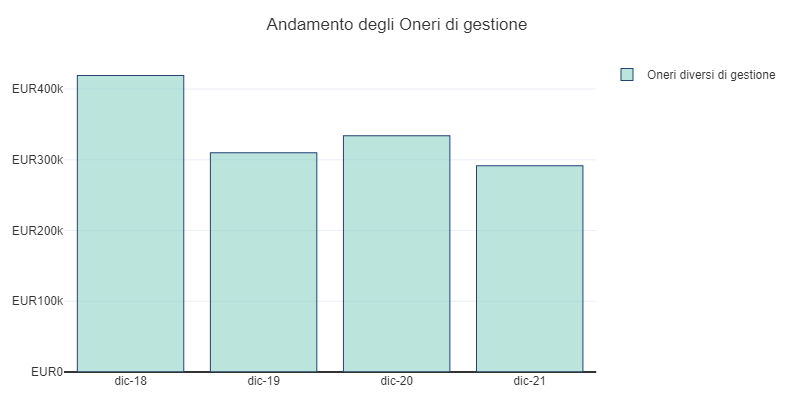 Andamento degli Oneri di gestione
Oneri diversi di gestione
EUR400k
EUR300k
EUR200k
EUR100k
EUR0
dic-18 dic-19 dic-20 dic-21